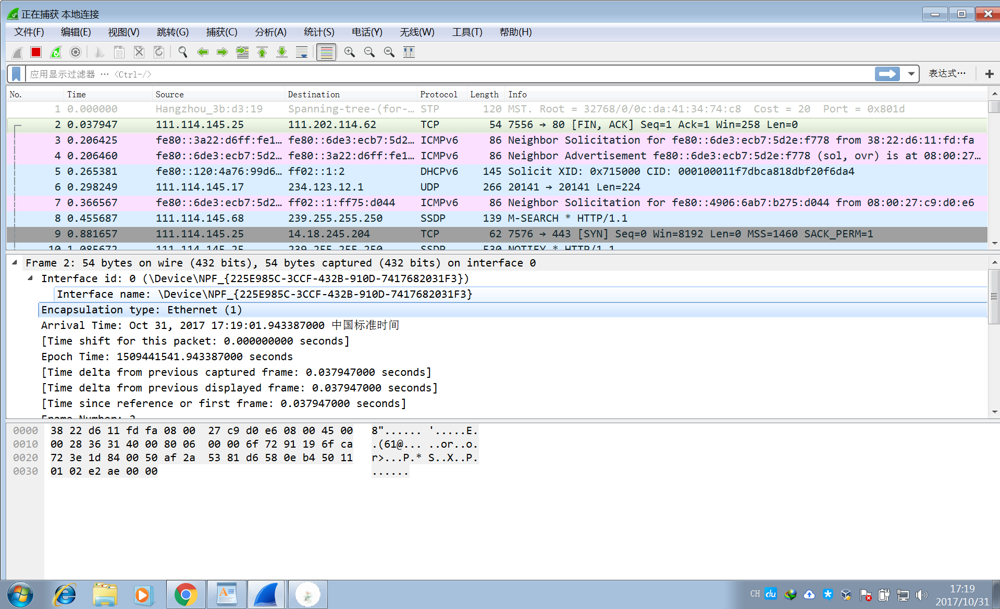 正在捕获 本地连接
文件(F) 编辑(E) 视图(V) 跳转(G) 捕获(C) 分析(A) 统计(S) 电话(Y) 无线(W) 工具(T) 帮助(H)
应用显示过滤器 … <Ctrl-/> 表达式…
No. Time Source Destination Protocol Length Info
1 0.000000 Hangzhou_3b:d3:19 Spanning-tree-(for-… STP 120 MST. Root = 32768/0/0c:da:41:34:74:c8 Cost = 20 Port = 0x801d
2 0.037947 111.114.145.25 111.202.114.62 TCP 54 7556 → 80 [FIN, ACK] Seq=1 Ack=1 Win=258 Len=0
3 0.206425 fe80::3a22:d6ff:fe1… fe80::6de3:ecb7:5d2… ICMPv6 86 Neighbor Solicitation for fe80::6de3:ecb7:5d2e:f778 from 38:22:d6:11:fd:fa
4 0.206460 fe80::6de3:ecb7:5d2… fe80::3a22:d6ff:fe1… ICMPv6 86 Neighbor Advertisement fe80::6de3:ecb7:5d2e:f778 (sol, ovr) is at 08:00:27…
5 0.265381 fe80::120:4a76:99d6… ff02::1:2 DHCPv6 145 Solicit XID: 0x715000 CID: 000100011f7dbca818dbf20f6da4
6 0.298249 111.114.145.17 234.123.12.1 UDP 266 20141 → 20141 Len=224
7 0.366567 fe80::6de3:ecb7:5d2… ff02::1:ff75:d044 ICMPv6 86 Neighbor Solicitation for fe80::4906:6ab7:b275:d044 from 08:00:27:c9:d0:e6
8 0.455687 111.114.145.68 239.255.255.250 SSDP 139 M-SEARCH * HTTP/1.1
9 0.881657 111.114.145.25 14.18.245.204 TCP 62 7576 → 443 [SYN] Seq=0 Win=8192 Len=0 MSS=1460 SACK_PERM=1
10 1.085672 111.114.145.25 239.255.255.250 SSDP 530 NOTIFY * HTTP/1.1
Frame 2: 54 bytes on wire (432 bits), 54 bytes captured (432 bits) on interface 0
Interface id: 0 (\Device\NPF_{225E985C-3CCF-432B-910D-7417682031F3})
Interface name: \Device\NPF_{225E985C-3CCF-432B-910D-7417682031F3}
Encapsulation type: Ethernet (1)
Arrival Time: Oct 31, 2017 17:19:01.943387000 中国标准时间
[Time shift for this packet: 0.000000000 seconds]
Epoch Time: 1509441541.943387000 seconds
[Time delta from previous captured frame: 0.037947000 seconds]
[Time delta from previous displayed frame: 0.037947000 seconds]
[Time since reference or first frame: 0.037947000 seconds]
Frame Number: 2
0000 38 22 d6 11 fd fa 08 00 27 c9 d0 e6 08 00 45 00 8"...... '.....E.
0010 00 28 36 31 40 00 80 06 00 00 6f 72 91 19 6f ca .(61@... ..or..o.
0020 72 3e 1d 84 00 50 af 2a 53 81 d6 58 0e b4 50 11 r>...P.* S..X..P.
0030 01 02 e2 ae 00 00 ......
CH du 17:19
2017/10/31